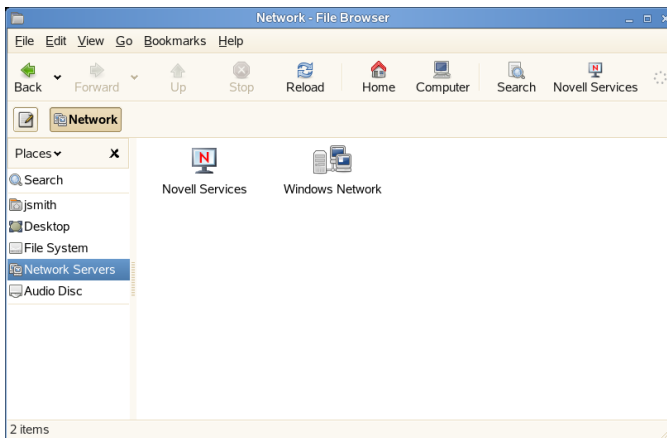 Network - File Browser
File Edit View Go Bookmarks Help
Back Forward Up Stop Reload Home Computer Search Novell Services
Network
Places
Search
jsmith
Desktop
File System
Network Servers
Audio Disc
N
Novell Services
Windows Network
2 items